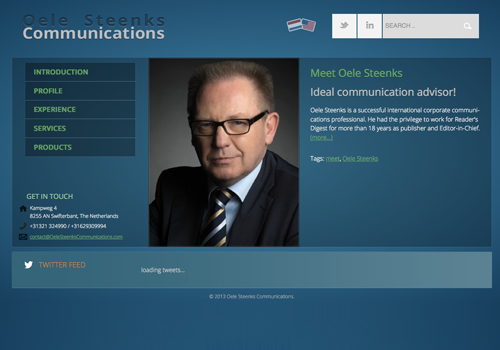 Oele Steenks
Communications
SEARCH ...
INTRODUCTION
PROFILE
EXPERIENCE
SERVICES
PRODUCTS
GET IN TOUCH
Kampweg 4
8255 AN Swifterbant, The Netherlands
+31321 324990 / +31629309994
contact@OeleSteenksCommunications.com
Meet Oele Steenks
Ideal communication advisor!
Oele Steenks is a successful international corporate communi-
cations professional. He had the privilege to work for Reader's
Digest for more than 18 years as publisher and Editor-in-Chief.
(more...)
Tags: meet, Oele Steenks
TWITTER FEED
loading tweets...
© 2013 Oele Steenks Communications.